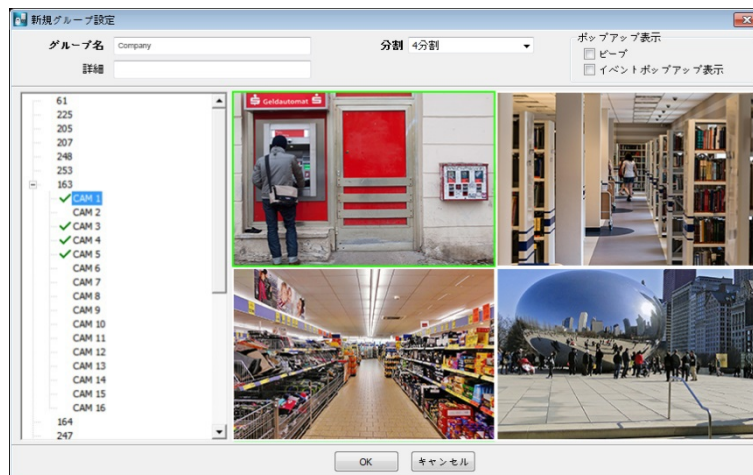 新規グループ設定
グループ名 Company 分割 4分割 ポップアップ表示
ビープ
詳細 イベントポップアップ表示
61
225
205
207
248
253
163
CAM 1
CAM 2
CAM 3
CAM 4
CAM 5
CAM 6
CAM 7
CAM 8
CAM 9
CAM 10
CAM 11
CAM 12
CAM 13
CAM 14
CAM 15
CAM 16
164
247
Geldautomat
OK キャンセル